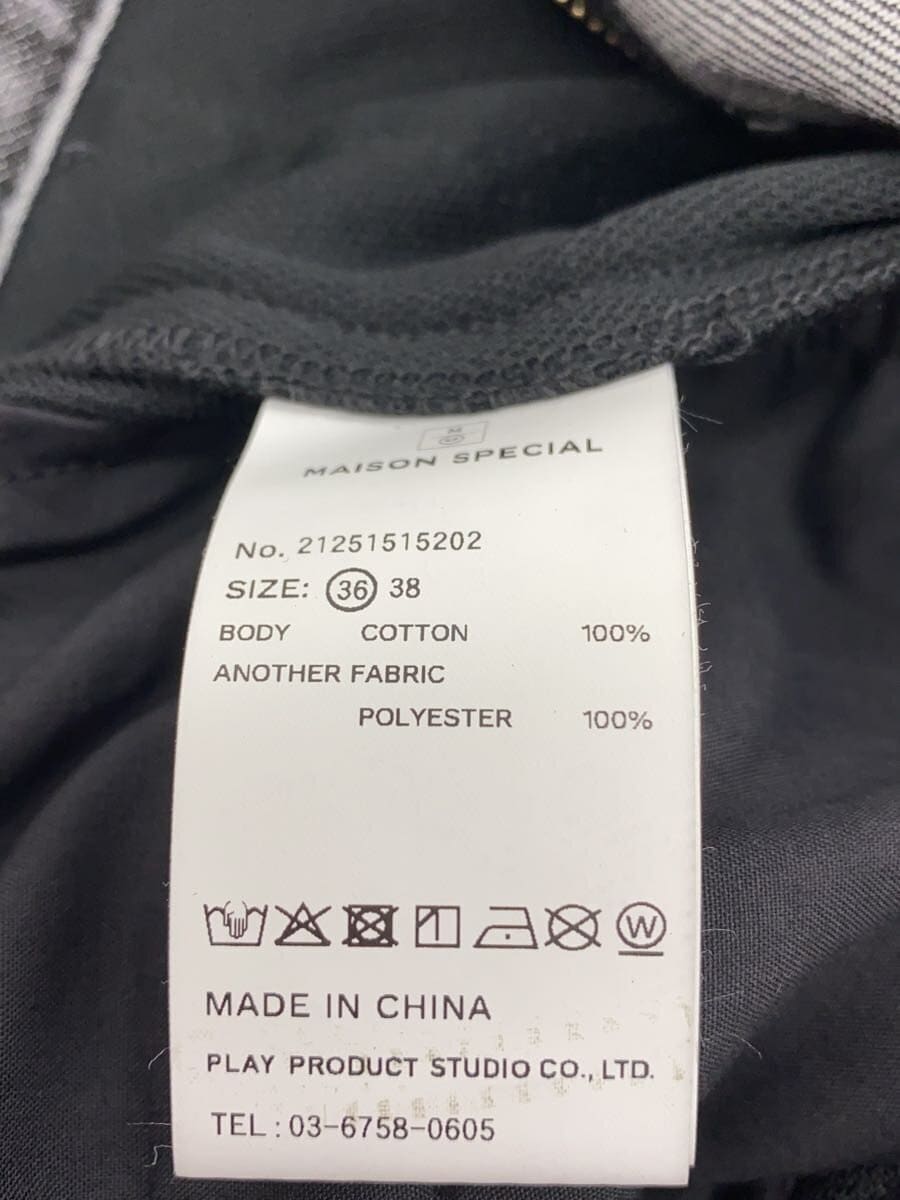 MAISON SPECIAL
No. 21251515202
SIZE: 36 38
BODY COTTON 100%
ANOTHER FABRIC
POLYESTER 100%
W
MADE IN CHINA
PLAY PRODUCT STUDIO CO., LTD.
TEL : 03-6758-0605